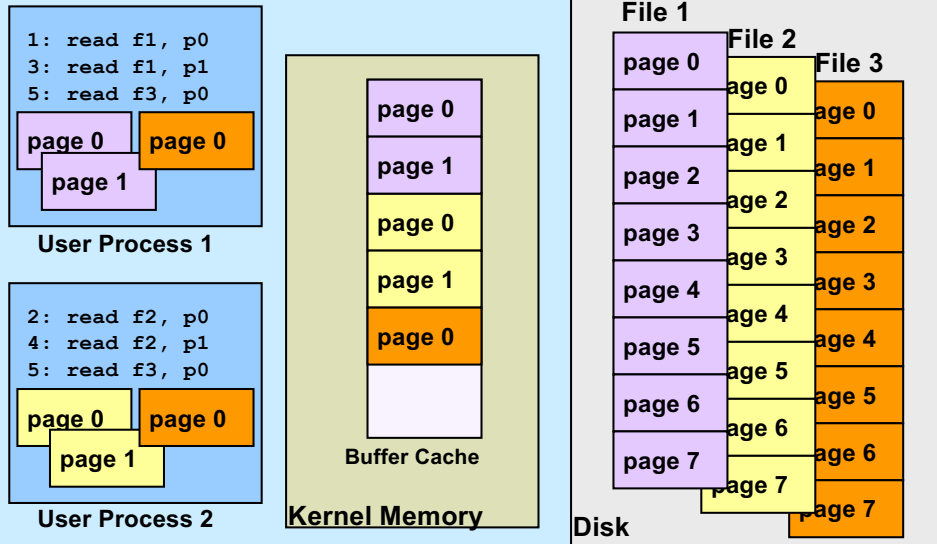 1: read f1, p0
3: read f1, p1
5: read f3, p0
page 0
page 0
page 1
User Process 1
2: read f2, p0
4: read f2, p1
5: read f3, p0
page 0
page 0
page 1
User Process 2
page 0
page 1
page 0
page 1
page 0
Buffer Cache
Kernel Memory
File 1
page 0
page 1
page 2
page 3
page 4
page 5
page 6
page 7
File 2
age 0
age 1
age 2
age 3
age 4
age 5
age 6
page 7
File 3
age 0
age 1
age 2
age 3
age 4
age 5
age 6
page 7
Disk